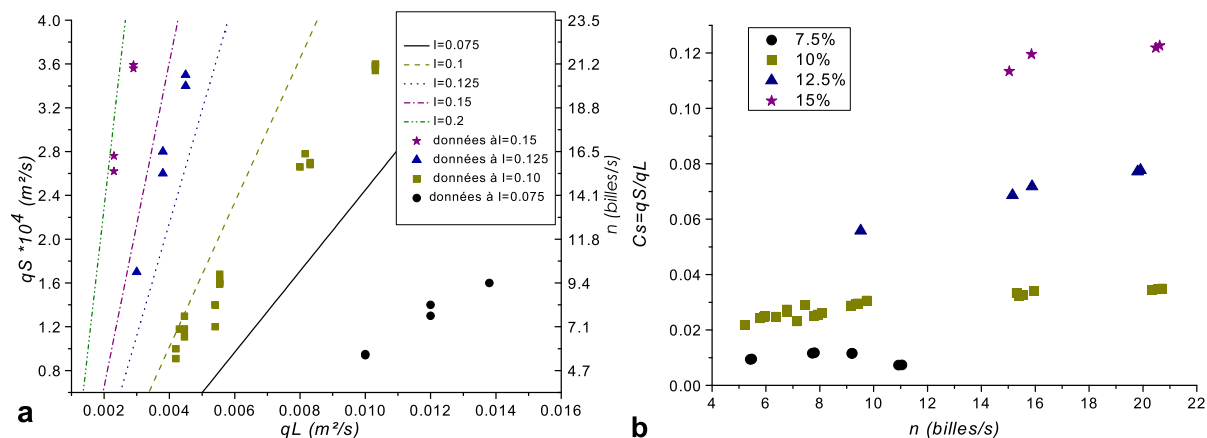 4.0
3.6
3.2
2.8
2.4
2.0
1.6
1.2
0.8
qS *10⁴ (m²/s)
0.002 0.004 0.006 0.008 0.010 0.012 0.014 0.016
qL (m²/s)
23.5
21.2
18.8
16.5
14.1
11.8
9.4
7.1
4.7
n (billes/s)
I=0.075
I=0.1
I=0.125
I=0.15
I=0.2
données àI=0.15
données à I=0.125
données à I=0.10
données à I=0.075
a
0.12
0.10
0.08
0.06
0.04
0.02
0.00
Cs=qS/qL
7.5%
10%
12.5%
15%
4 6 8 10 12 14 16 18 20 22
n (billes/s)
b